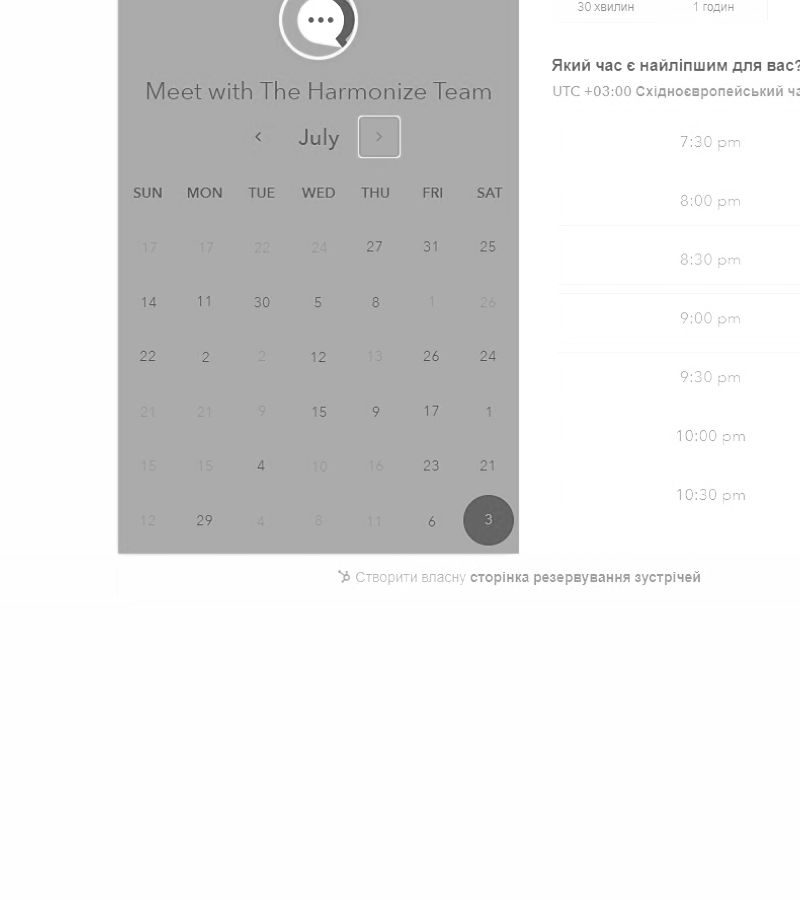 30 хвилин 1 годин
Meet with The Harmonize Team
July
SUN MON TUE WED THU FRI SAT
17 17 22 24 27 31 25
14 11 30 5 8 1 26
22 2 2 12 13 26 24
21 21 9 15 9 17 1
15 15 4 10 16 23 21
12 29 4 8 11 6 3
Який час є найліпшим для вас?
UTC +03:00 Східноєвропейський ча
7:30 pm
8:00 pm
8:30 pm
9:00 pm
9:30 pm
10:00 pm
10:30 pm
Створити власну сторінка резервування зустрічей